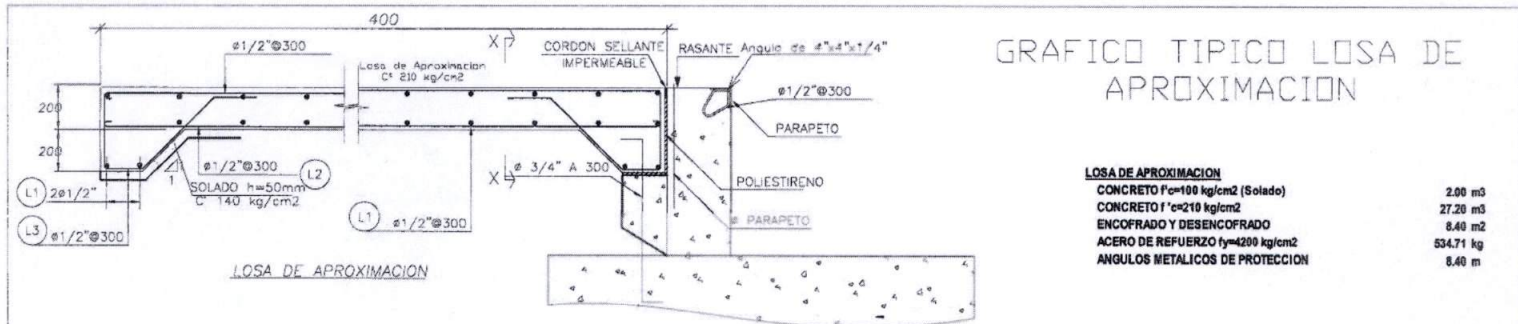 400
X
CORDON SELLANTE
IMPERMEABLE
RASANTE Angulo de 4"x4"x1/4"
ø1/2"@300
Losa de Aproximacion
C' 210 kg/cm2
200
200
ø1/2"@300
PARAPETO
POLIESTIRENO
ø1/2"@300
L2
1
SOLADO h=50mm
C' 140 kg/cm2
L1 2ø1/2"
L3 ø1/2"@300
L1 ø1/2"@300
X
ø 3/4" A 300
PARAPETO
LOSA DE APROXIMACION
GRAFICO TIPICO LOSA DE
APROXIMACION
LOSA DE APROXIMACION
CONCRETO f'c=100 kg/cm2 (Solado) 2.00 m3
CONCRETO f 'c=210 kg/cm2 27.20 m3
ENCOFRADO Y DESENCOFRADO 8.40 m2
ACERO DE REFUERZO fy=4200 kg/cm2 534.71 kg
ANGULOS METALICOS DE PROTECCION 8.40 m